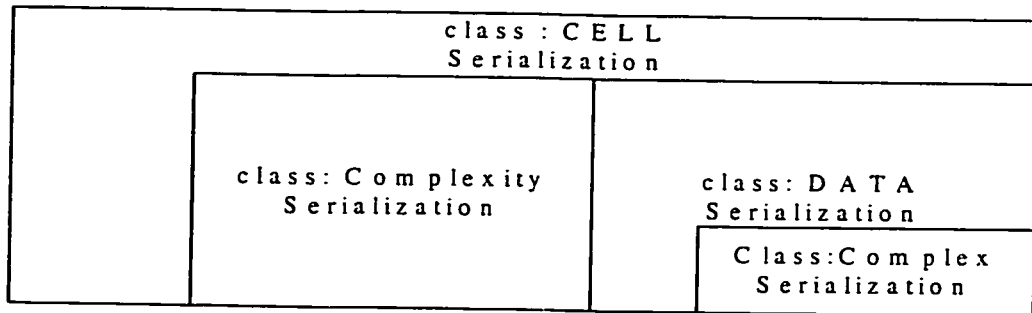 class : CELL
Serialization
class: Complexity
Serialization
class: DATA
Serialization
Class:Complex
Serialization